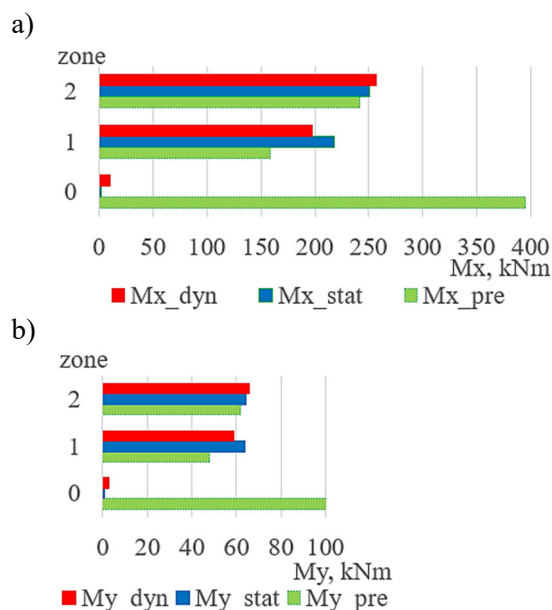 a)
zone
2
1
0
0 50 100 150 200 250 300 350 400
Mx, kNm
Mx_dyn Mx_stat Mx_pre
b)
zone
2
1
0
0 20 40 60 80 100
My, kNm
My_dyn My_stat My_pre